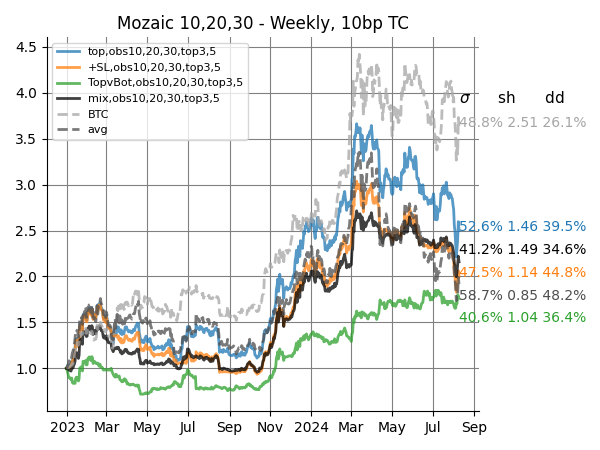 Mozaic 10,20,30 - Weekly, 10bp TC
top,obs10,20,30,top3,5
+SL,obs10,20,30,top3,5
TopvBot,obs10,20,30,top3,5
mix,obs10,20,30,top3,5
BTC
avg
4.5
4.0
3.5
3.0
2.5
2.0
1.5
1.0
σ sh dd
48.8% 2.51 26.1%
52.6% 1.46 39.5%
41.2% 1.49 34.6%
47.5% 1.14 44.8%
58.7% 0.85 48.2%
40.6% 1.04 36.4%
2023 Mar May Jul Sep Nov 2024 Mar May Jul Sep